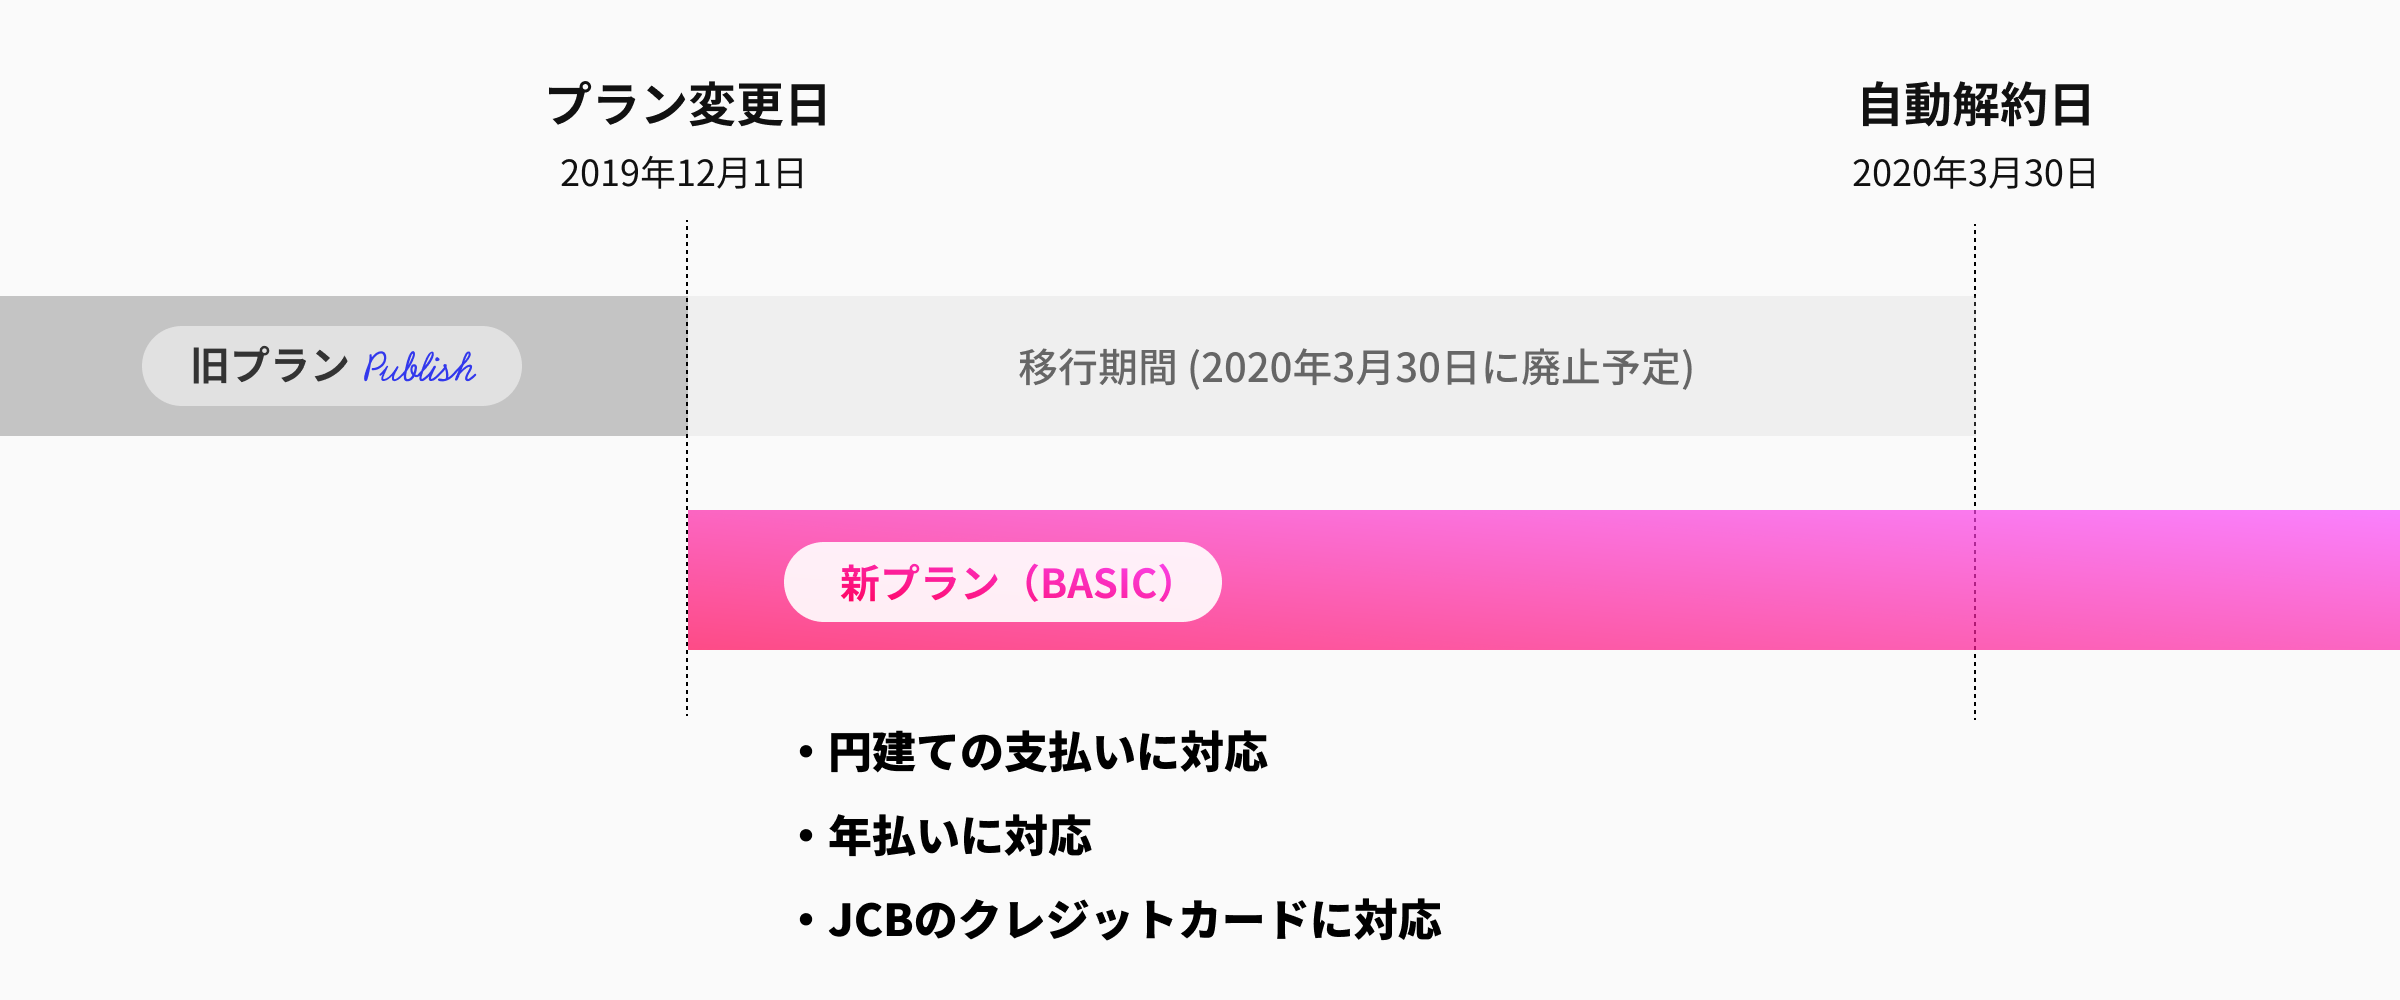 プラン変更日
2019年12月1日
自動解約日
2020年3月30日
旧プラン Publish
移行期間 (2020年3月30日に廃止予定)
新プラン（BASIC）
・円建ての支払いに対応
・年払いに対応
・JCBのクレジットカードに対応